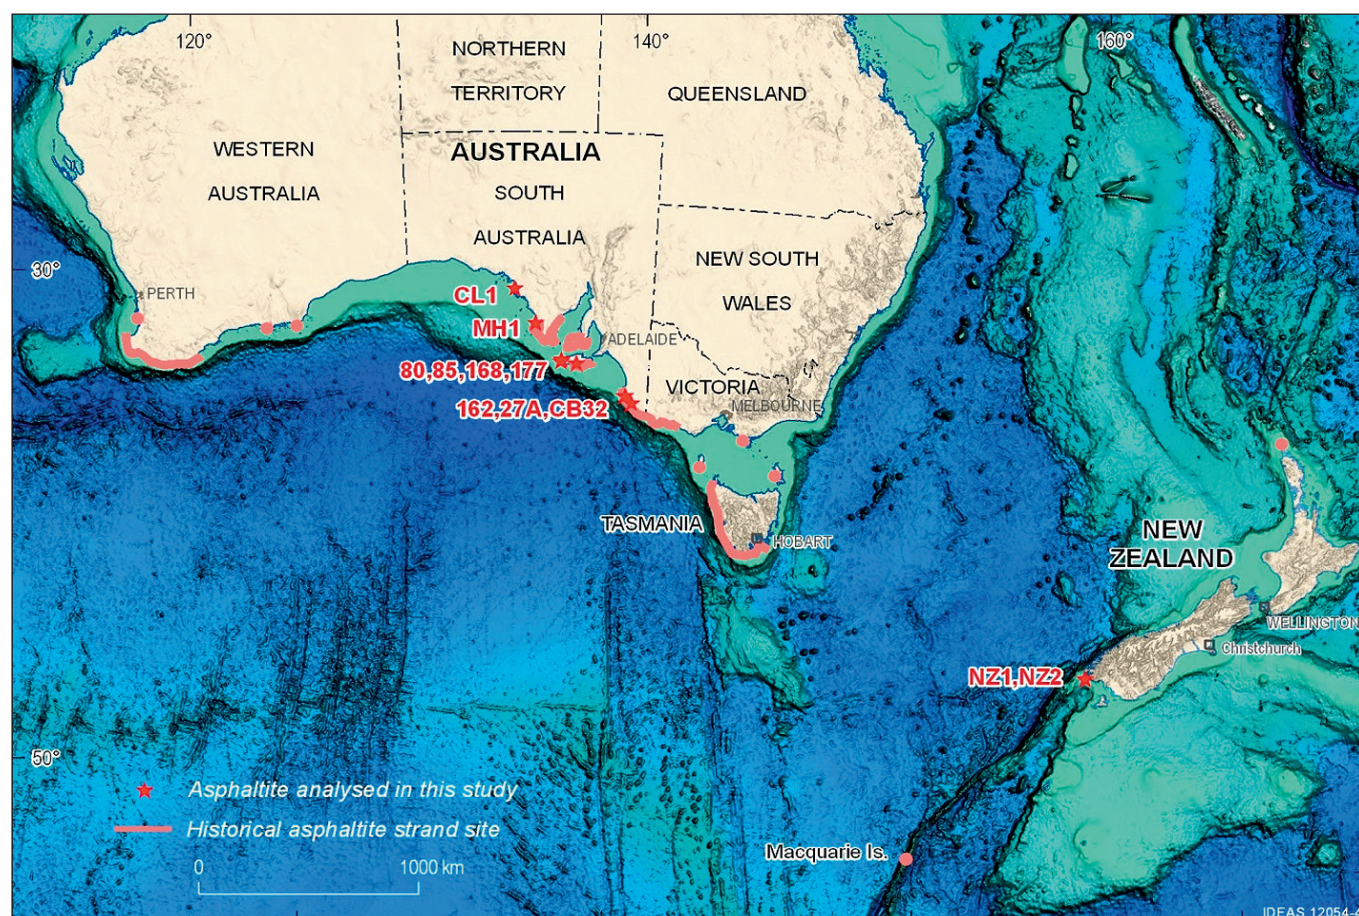 120°
140°
160°
NORTHERN
TERRITORY
QUEENSLAND
WESTERN
AUSTRALIA
AUSTRALIA
SOUTH
AUSTRALIA
NEW SOUTH
WALES
30°
PERTH
CL1
MH1
ADELAIDE
80,85,168,177
VICTORIA
162,27A,CB32
MELBOURNE
TASMANIA
HOBART
NEW
ZEALAND
WELLINGTON
Christchurch
NZ1,NZ2
50°
Asphaltite analysed in this study
Historical asphaltite strand site
0
1000 km
Macquarie Is.
IDEAS 12054-